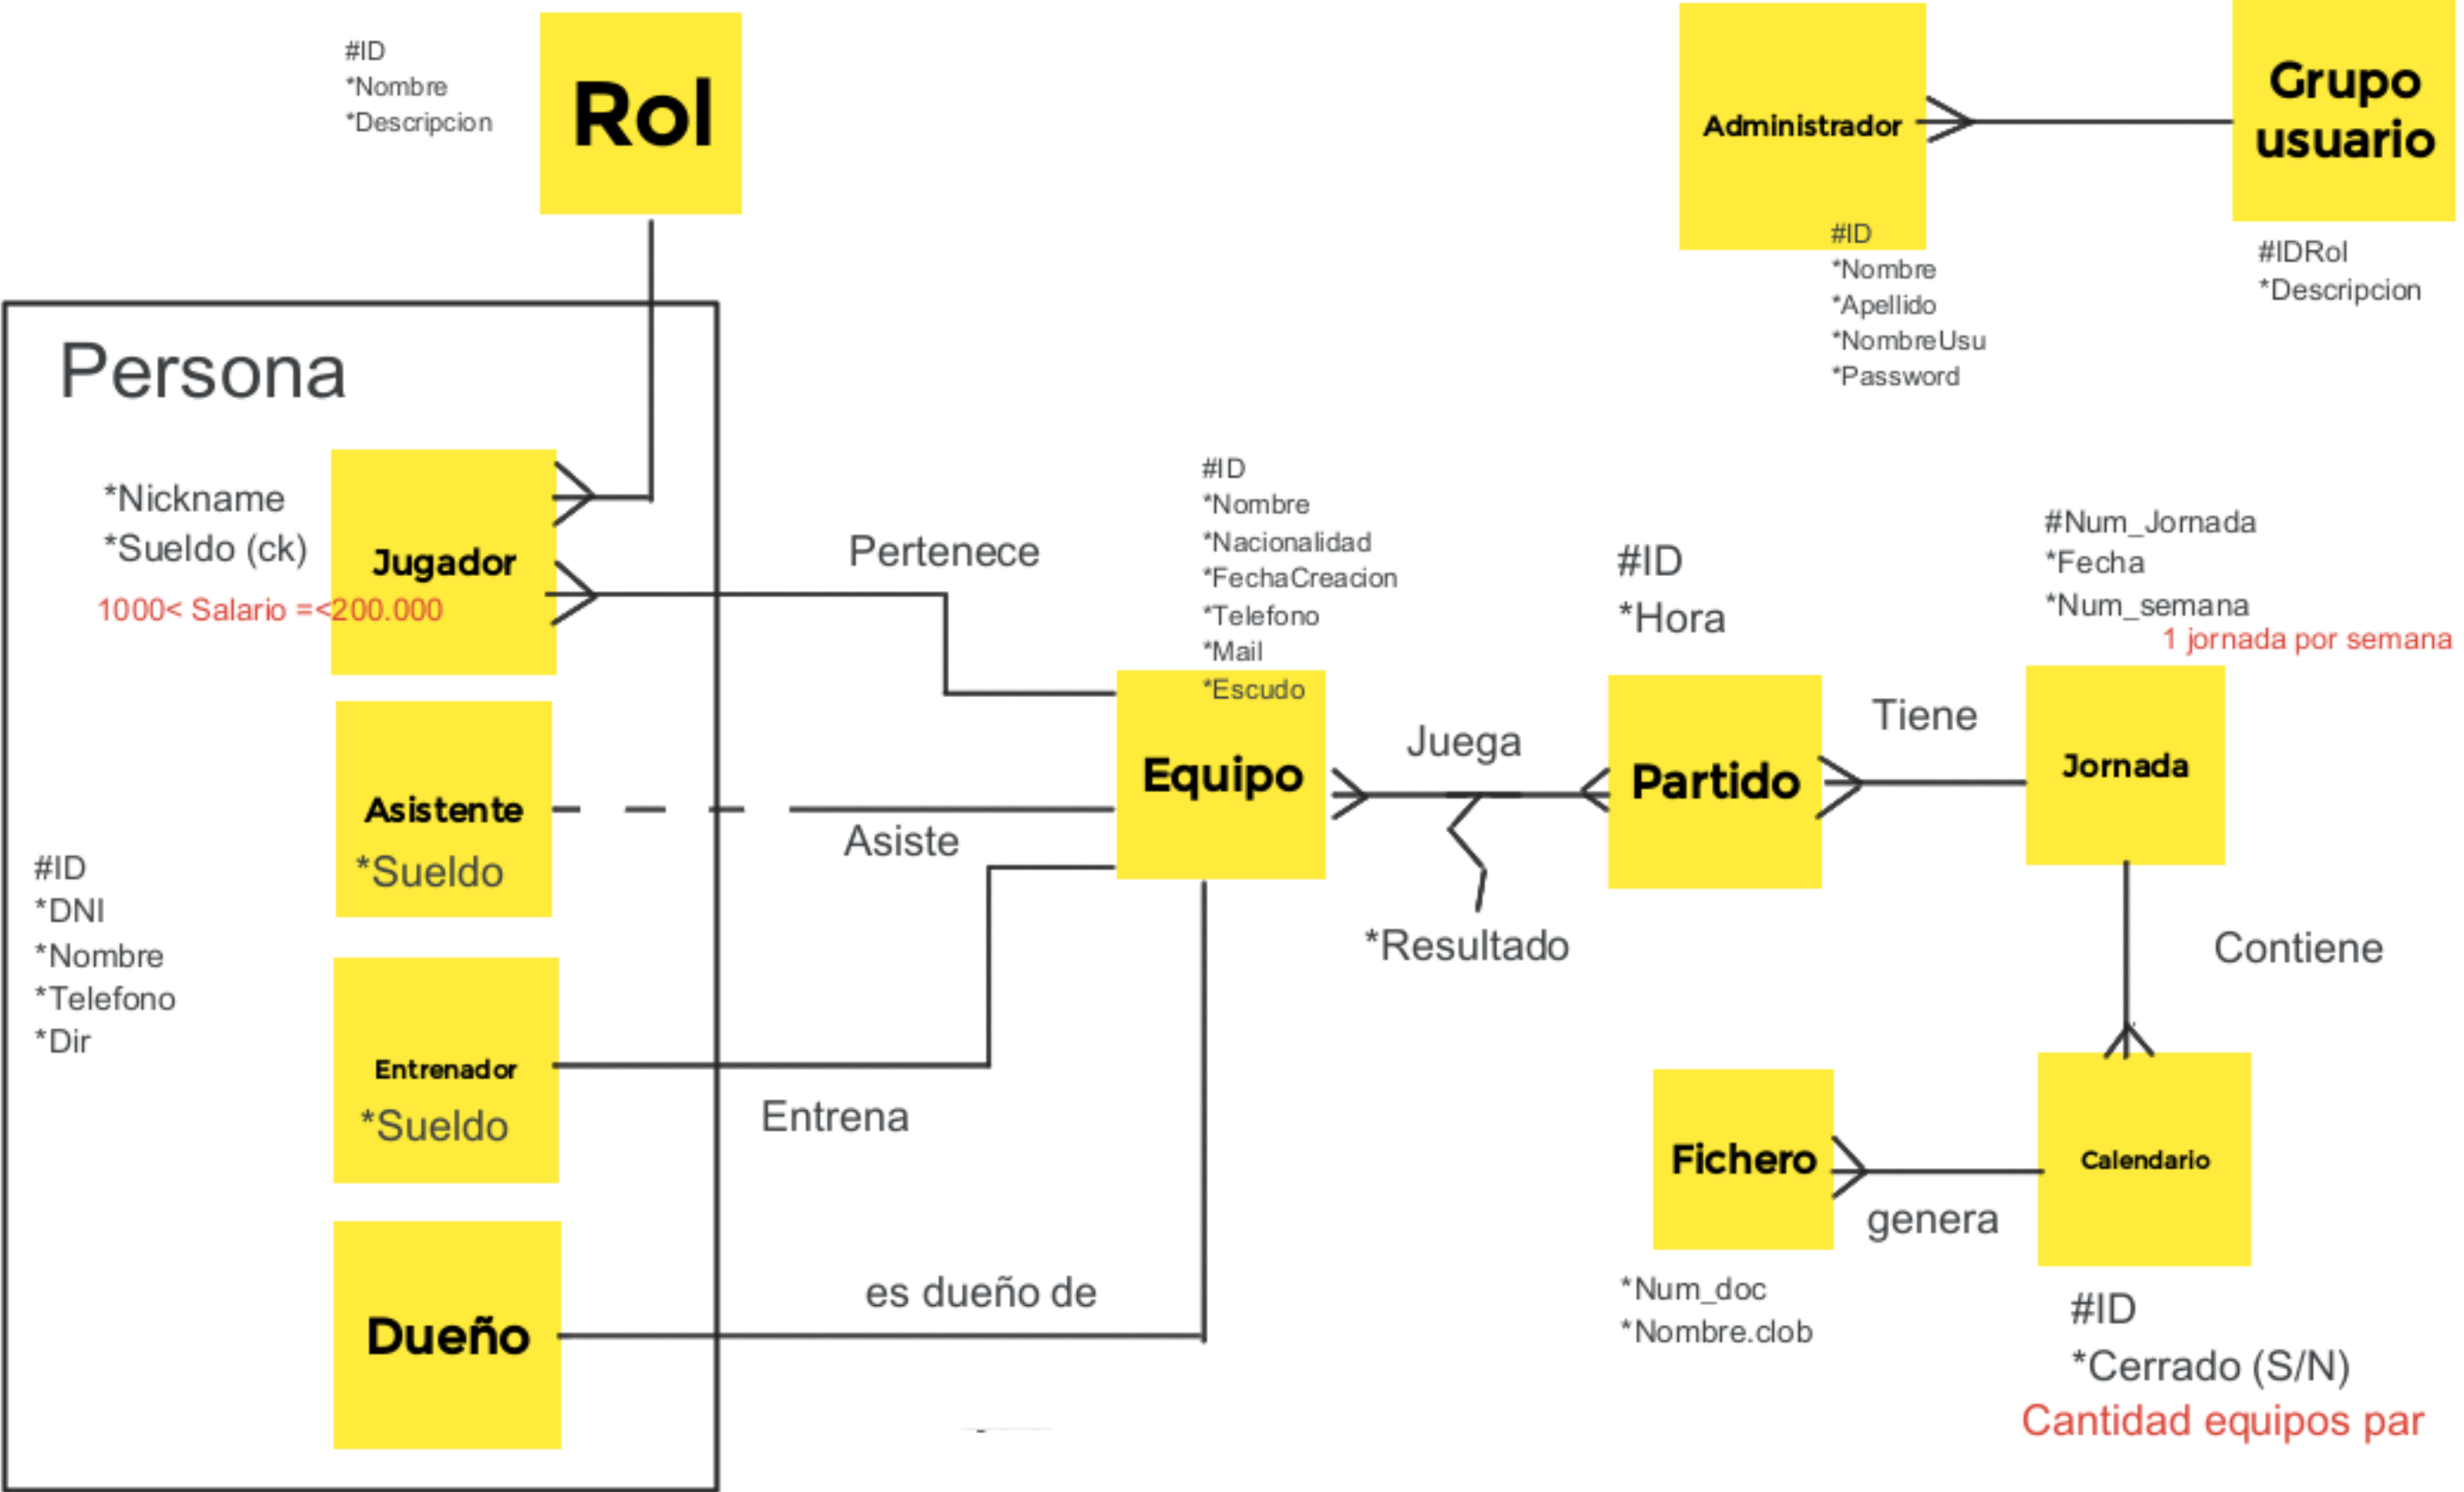 #ID
*Nombre
*Descripcion
Rol
Administrador
#ID
*Nombre
*Apellido
*NombreUsu
*Password
Grupo
usuario
#IDRol
*Descripcion
Persona
*Nickname
*Sueldo (ck)
1000< Salario =<200.000
Jugador
Asistente
*Sueldo
#ID
*DNI
*Nombre
*Telefono
*Dir
Entrenador
*Sueldo
Dueño
Pertenece
Asiste
Entrena
es dueño de
#ID
*Nombre
*Nacionalidad
*FechaCreacion
*Telefono
*Mail
*Escudo
Equipo
Juega
*Resultado
#ID
*Hora
Partido
Tiene
#Num_Jornada
*Fecha
*Num_semana
1 jornada por semana
Jornada
Contiene
Fichero
*Num_doc
*Nombre.clob
genera
Calendario
#ID
*Cerrado (S/N)
Cantidad equipos par